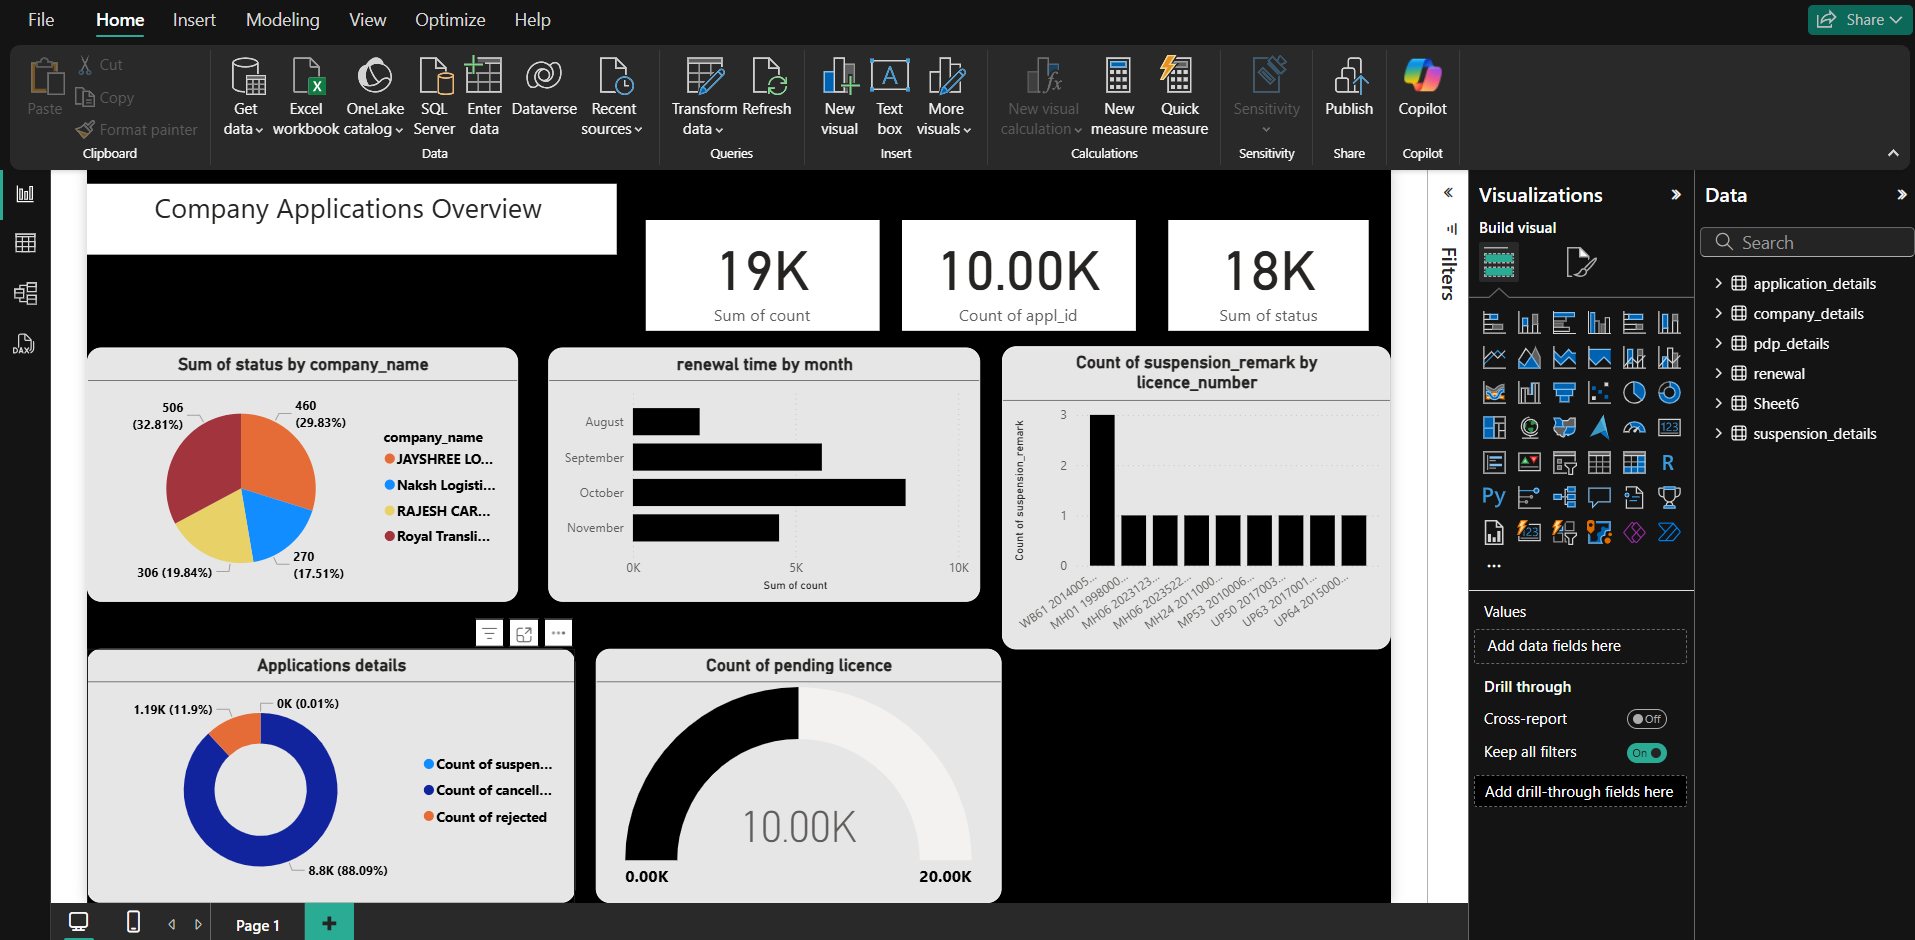 File
Home
Insert
Modeling
View
Optimize
Help
Share
Paste
Cut
Copy
Format painter
Clipboard
Get data
Excel workbook
OneLake catalog
SQL Server
Enter data
Dataverse
Recent sources
Data
Transform data
Refresh
Queries
New visual
Text box
More visuals
Insert
New visual calculation
New measure
Quick measure
Calculations
Sensitivity
Sensitivity
Publish
Share
Copilot
Copilot
DAX
Company Applications Overview
19K
Sum of count
10.00K
Count of appl_id
18K
Sum of status
Sum of status by company_name
506
(32.81%)
460
(29.83%)
306 (19.84%)
270
(17.51%)
company_name
JAYSHREE LO...
Naksh Logisti...
RAJESH CAR...
Royal Transli...
renewal time by month
August
September
October
November
0K
5K
10K
Sum of count
Count of suspension_remark by
licence_number
Count of suspension_remark
3
2
1
0
WB61 2014005...
MH01 1998000...
MH06 2023123...
MH06 2023522...
MH24 2011000...
MP53 2010006...
UP50 2017003...
UP63 2017001...
UP64 2015000...
Applications details
1.19K (11.9%)
0K (0.01%)
8.8K (88.09%)
Count of suspen...
Count of cancell...
Count of rejected
Count of pending licence
10.00K
0.00K
20.00K
Filters
Visualizations
Build visual
123
R
Py
123
Values
Add data fields here
Drill through
Cross-report
Off
Keep all filters
On
Add drill-through fields here
Data
Search
application_details
company_details
pdp_details
renewal
Sheet6
suspension_details
Page 1